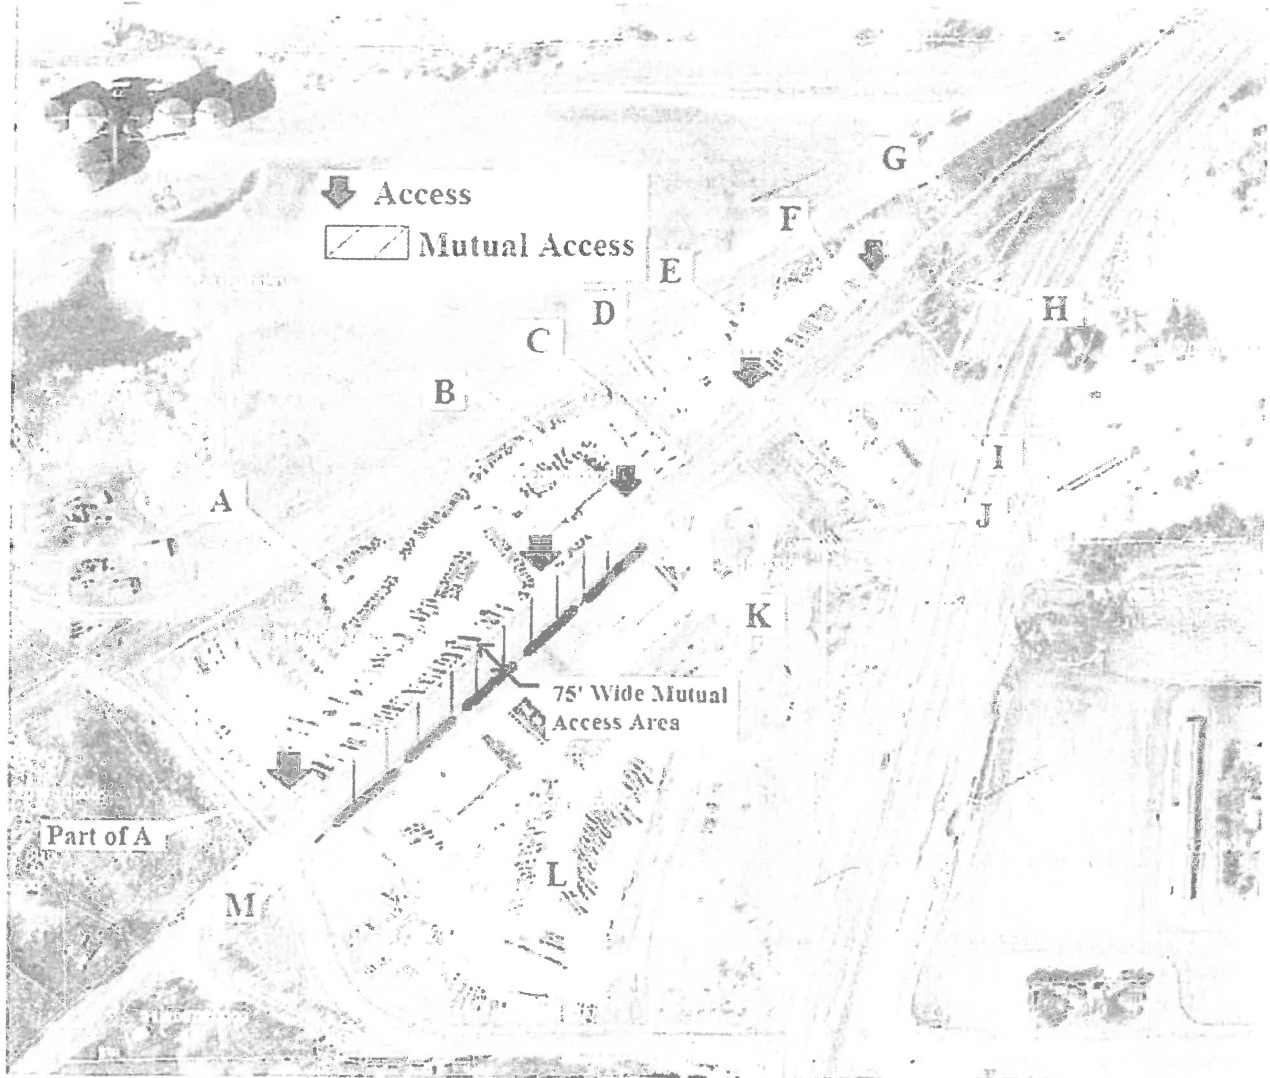 Access
Mutual Access
G
F
E
D
H
C
B
A
I
J
K
75' Wide Mutual
Access Area
Part of A
L
M